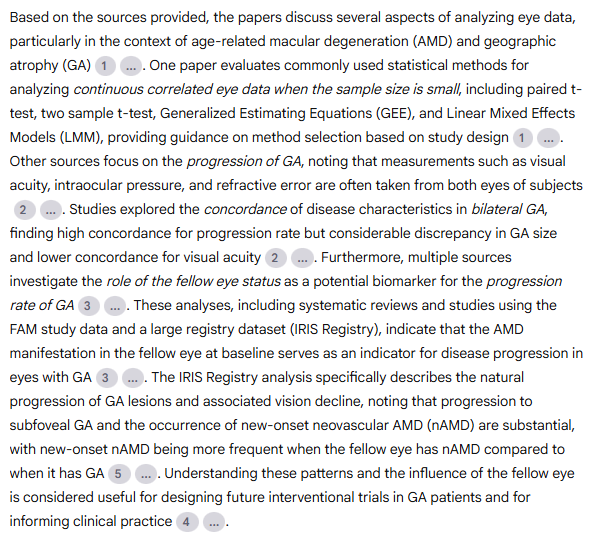 Based on the sources provided, the papers discuss several aspects of analyzing eye data,
particularly in the context of age-related macular degeneration (AMD) and geographic
atrophy (GA) 1 ... . One paper evaluates commonly used statistical methods for
analyzing continuous correlated eye data when the sample size is small, including paired t-
test, two sample t-test, Generalized Estimating Equations (GEE), and Linear Mixed Effects
Models (LMM), providing guidance on method selection based on study design 1 ... .
Other sources focus on the progression of GA, noting that measurements such as visual
acuity, intraocular pressure, and refractive error are often taken from both eyes of subjects
2 ... . Studies explored the concordance of disease characteristics in bilateral GA,
finding high concordance for progression rate but considerable discrepancy in GA size
and lower concordance for visual acuity 2 ... . Furthermore, multiple sources
investigate the role of the fellow eye status as a potential biomarker for the progression
rate of GA 3 ... . These analyses, including systematic reviews and studies using the
FAM study data and a large registry dataset (IRIS Registry), indicate that the AMD
manifestation in the fellow eye at baseline serves as an indicator for disease progression in
eyes with GA 3 ... . The IRIS Registry analysis specifically describes the natural
progression of GA lesions and associated vision decline, noting that progression to
subfoveal GA and the occurrence of new-onset neovascular AMD (nAMD) are substantial,
with new-onset nAMD being more frequent when the fellow eye has nAMD compared to
when it has GA 5 ... . Understanding these patterns and the influence of the fellow eye
is considered useful for designing future interventional trials in GA patients and for
informing clinical practice 4 ... .